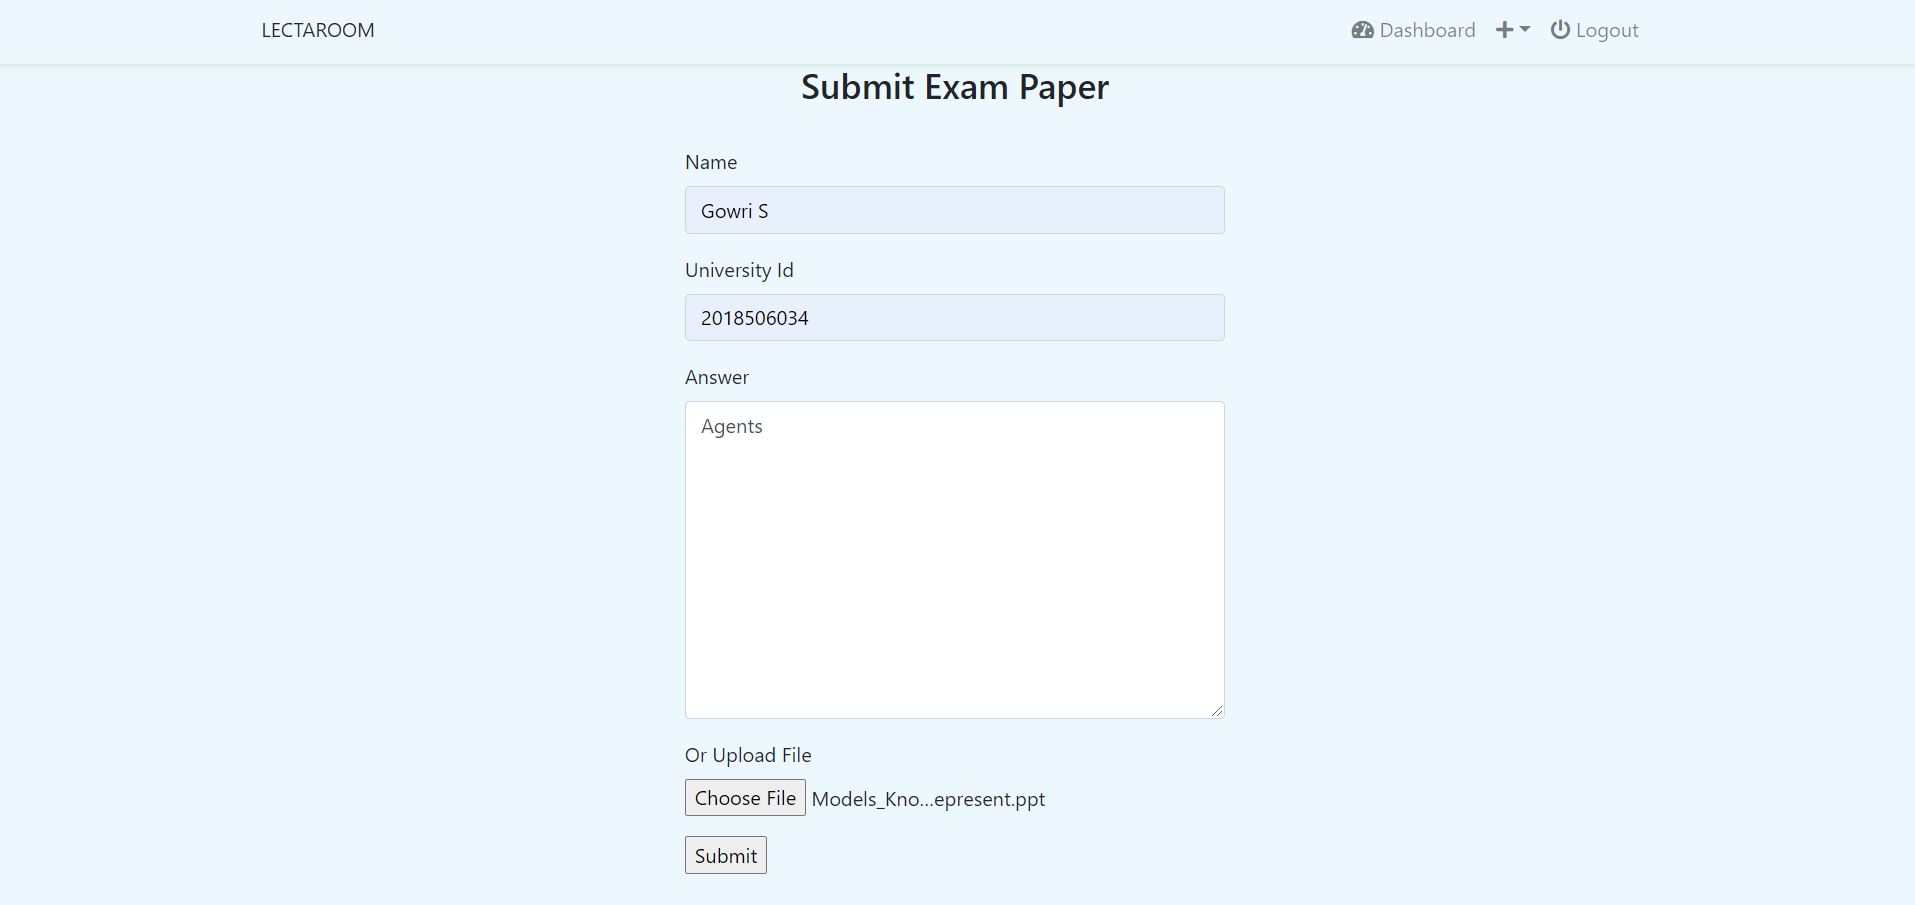 LECTAROOM Dashboard Logout
Submit Exam Paper
Name
Gowri S
University Id
2018506034
Answer
Agents
Or Upload File
Choose File Models_Kno...epresent.ppt
Submit